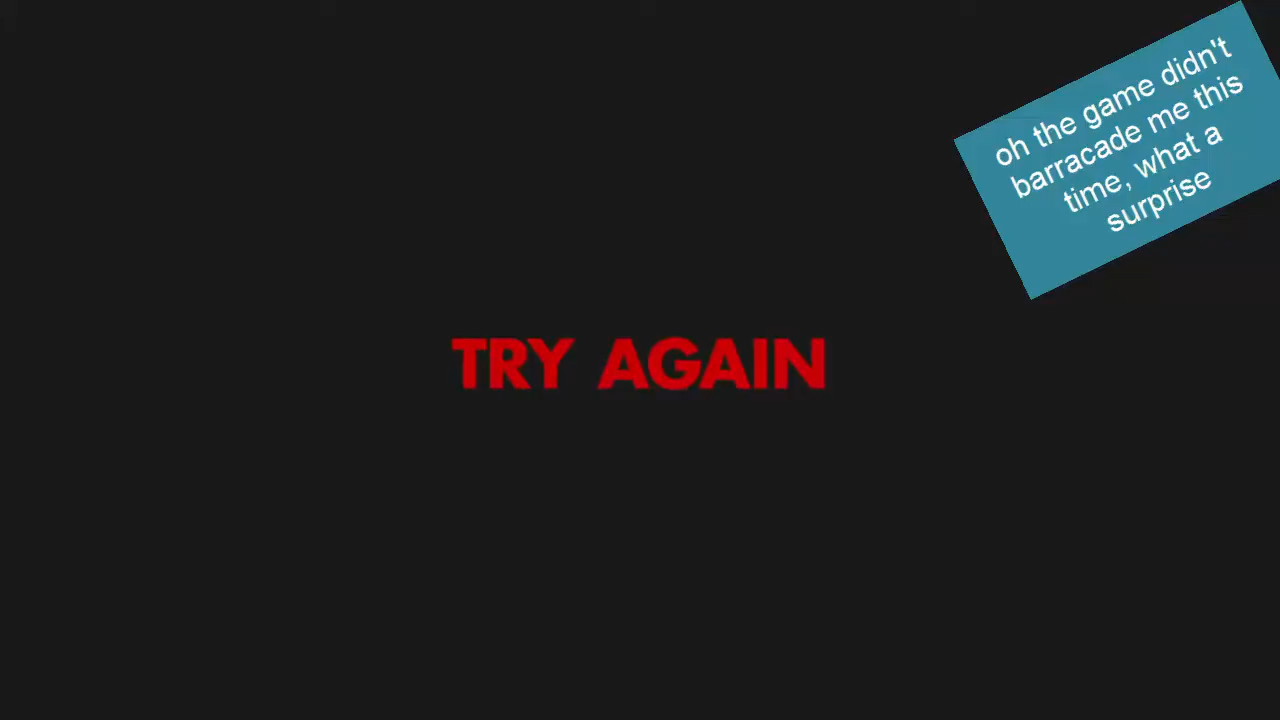 oh the game didn't
barracade me this
time, what a
surprise
TRY AGAIN